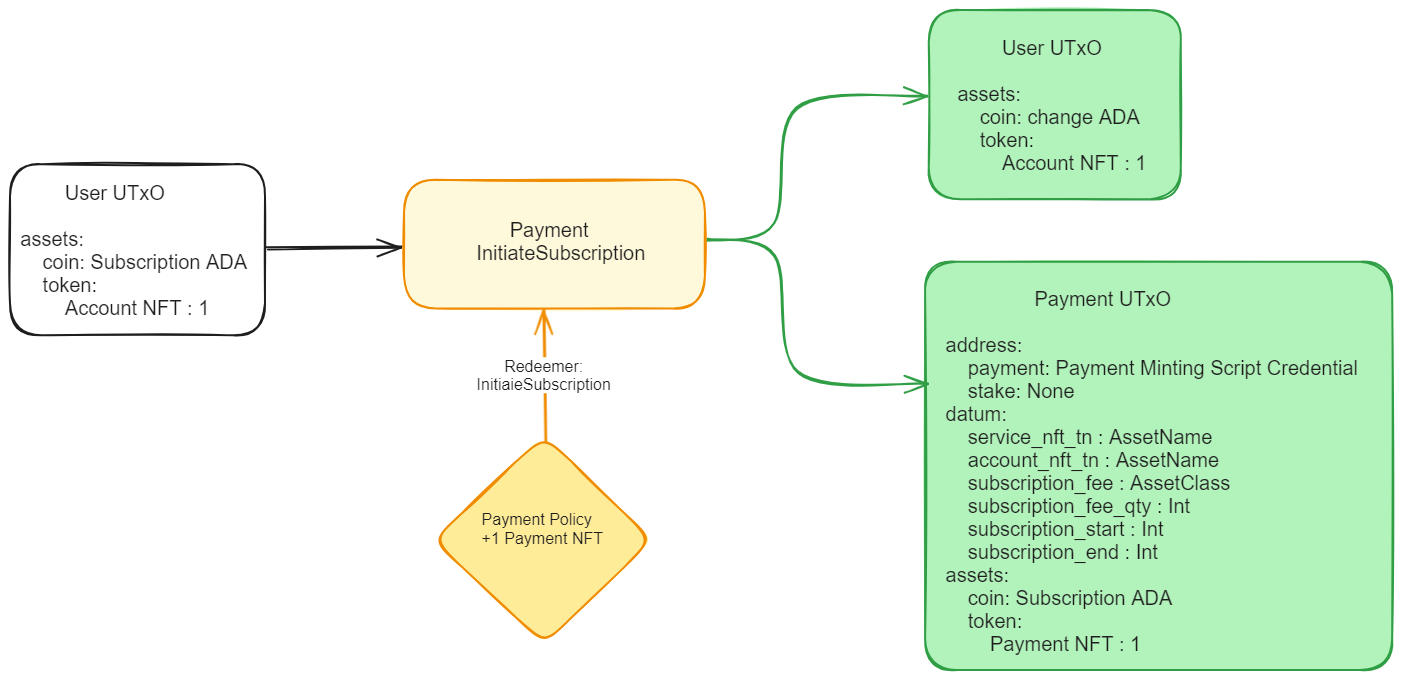 User UTxO
assets:
coin: Subscription ADA
token:
Account NFT : 1
Payment
InitiateSubscription
Redeemer:
InitiaieSubscription
Payment Policy
+1 Payment NFT
User UTxO
assets:
coin: change ADA
token:
Account NFT : 1
Payment UTxO
address:
payment: Payment Minting Script Credential
stake: None
datum:
service_nft_tn : AssetName
account_nft_tn : AssetName
subscription_fee : AssetClass
subscription_fee_qty : Int
subscription_start : Int
subscription_end : Int
assets:
coin: Subscription ADA
token:
Payment NFT : 1